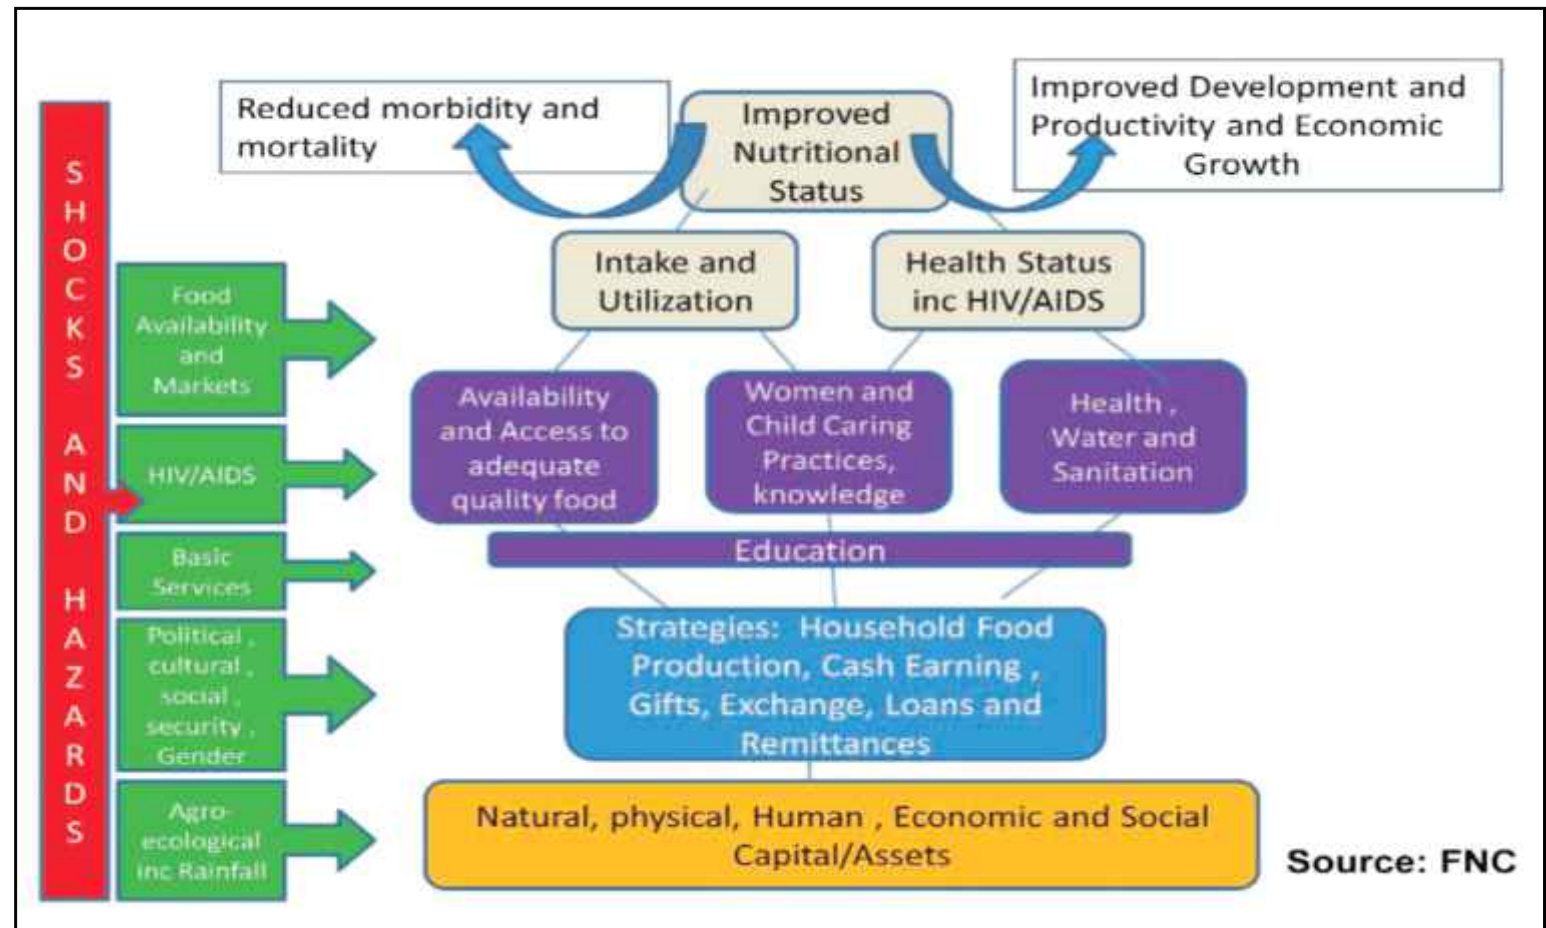 Reduced morbidity and
mortality
Improved
Nutritional
Status
Improved Development and
Productivity and Economic
Growth
SHOCKS AND HAZARDS
Intake and
Utilization
Health Status
inc HIV/AIDS
Food
Availability
and
Markets
HIV/AIDS
Basic
Services
Political ,
cultural ,
social ,
security ,
Gender
Agro-
ecological
inc Rainfall
Availability
and Access to
adequate
quality food
Women and
Child Caring
Practices,
knowledge
Health ,
Water and
Sanitation
Education
Strategies: Household Food
Production, Cash Earning ,
Gifts, Exchange, Loans and
Remittances
Natural, physical, Human , Economic and Social
Capital/Assets
Source: FNC